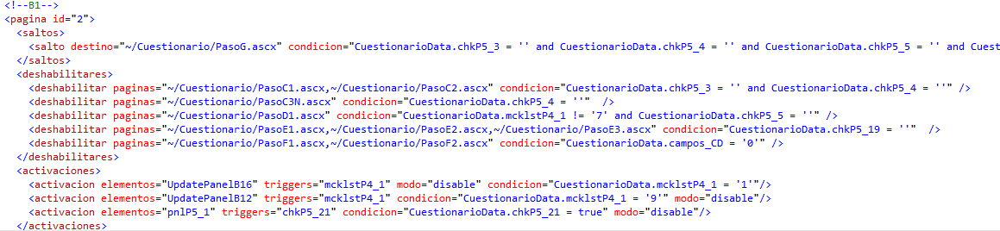 <!--B1-->
<pagina id="2">
<saltos>
<salto destino="~/Cuestionario/PasoG.ascx" condicion="CuestionarioData.chkP5_3 = '' and CuestionarioData.chkP5_4 = '' and CuestionarioData.chkP5_5 = '' and Cuest
</saltos>
<deshabilitares>
<deshabilitar paginas="~/Cuestionario/PasoC1.ascx,~/Cuestionario/PasoC2.ascx" condicion="CuestionarioData.chkP5_3 = '' and CuestionarioData.chkP5_4 = ''" />
<deshabilitar paginas="~/Cuestionario/PasoC3N.ascx" condicion="CuestionarioData.chkP5_4 = ''"  />
<deshabilitar paginas="~/Cuestionario/PasoD1.ascx" condicion="CuestionarioData.mcklstP4_1 != '7' and CuestionarioData.chkP5_5 = ''" />
<deshabilitar paginas="~/Cuestionario/PasoE1.ascx,~/Cuestionario/PasoE2.ascx,~/Cuestionario/PasoE3.ascx" condicion="CuestionarioData.chkP5_19 = ''"  />
<deshabilitar paginas="~/Cuestionario/PasoF1.ascx,~/Cuestionario/PasoF2.ascx" condicion="CuestionarioData.campos_CD = '0'" />
</deshabilitares>
<activaciones>
<activacion elementos="UpdatePanelB16" triggers="mcklstP4_1" modo="disable" condicion="CuestionarioData.mcklstP4_1 = '1'"/>
<activacion elementos="UpdatePanelB12" triggers="mcklstP4_1" condicion="CuestionarioData.mcklstP4_1 = '9'" modo="disable"/>
<activacion elementos="pnlP5_1" triggers="chkP5_21" condicion="CuestionarioData.chkP5_21 = true" modo="disable"/>
</activaciones>